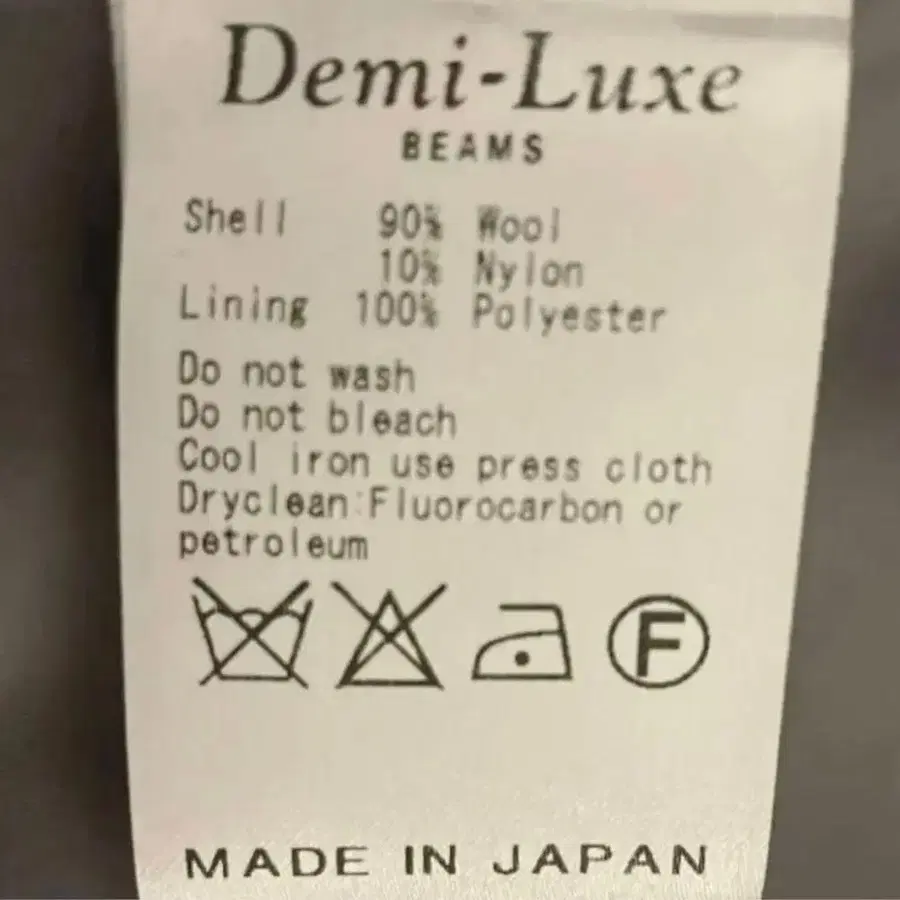 Demi-Luxe
BEAMS
Shell 90% Wool
10% Nylon
Lining 100% Polyester
Do not wash
Do not bleach
Cool iron use press cloth
Dryclean:Fluorocarbon or
petroleum
F
MADE IN JAPAN